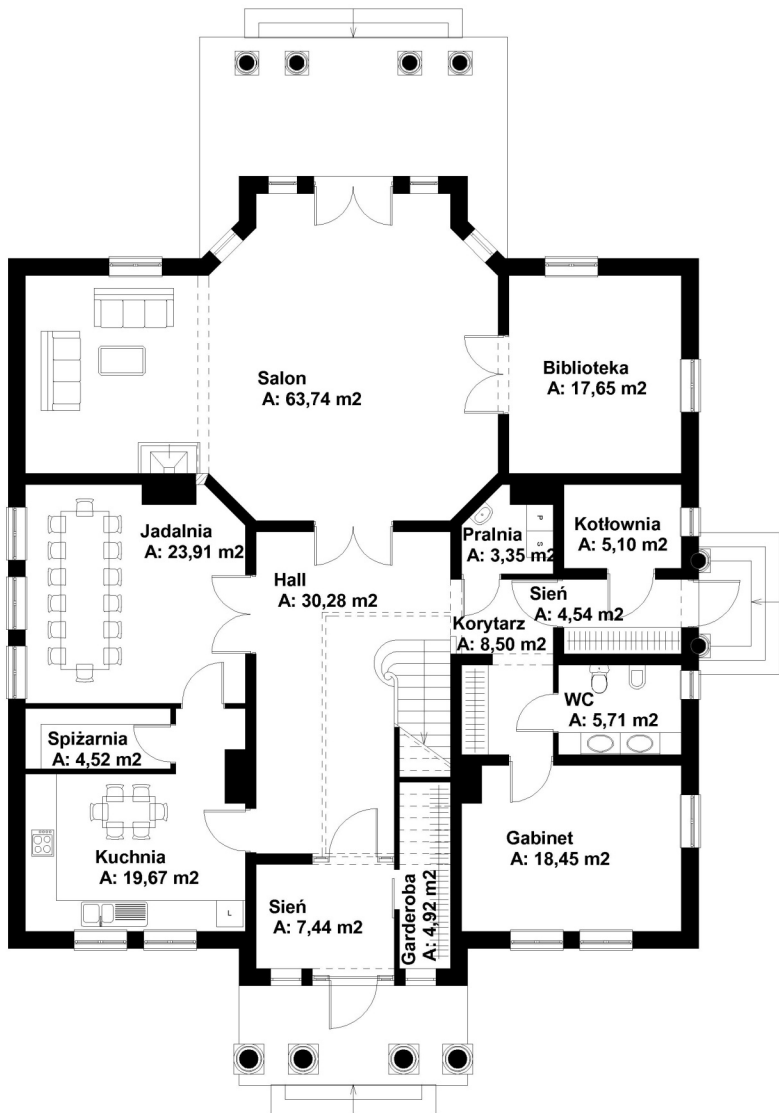 Salon
A: 63,74 m2
Biblioteka
A: 17,65 m2
Jadalnia
A: 23,91 m2
Hall
A: 30,28 m2
Pralnia
A: 3,35 m2
P
S
Kotłownia
A: 5,10 m2
Sień
A: 4,54 m2
Korytarz
A: 8,50 m2
WC
A: 5,71 m2
Spiżarnia
A: 4,52 m2
Kuchnia
A: 19,67 m2
L
Sień
A: 7,44 m2
Garderoba
A: 4,92 m2
Gabinet
A: 18,45 m2